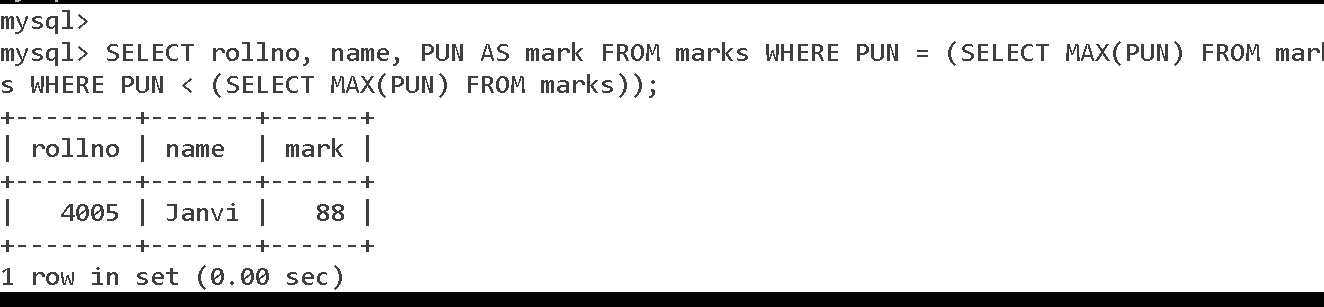 mysql>
mysql> SELECT rollno, name, PUN AS mark FROM marks WHERE PUN = (SELECT MAX(PUN) FROM mark
s WHERE PUN < (SELECT MAX(PUN) FROM marks));
+--------+-------+------+
| rollno | name  | mark |
+--------+-------+------+
|   4005 | Janvi |   88 |
+--------+-------+------+
1 row in set (0.00 sec)